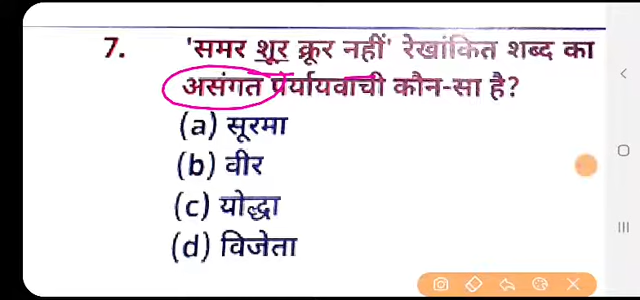 7. 'समर शूर क्रूर नहीं' रेखांकित शब्द का
असंगत पर्यायवाची कौन-सा है?
(a) सूरमा
(b) वीर
(c) योद्धा
(d) विजेता